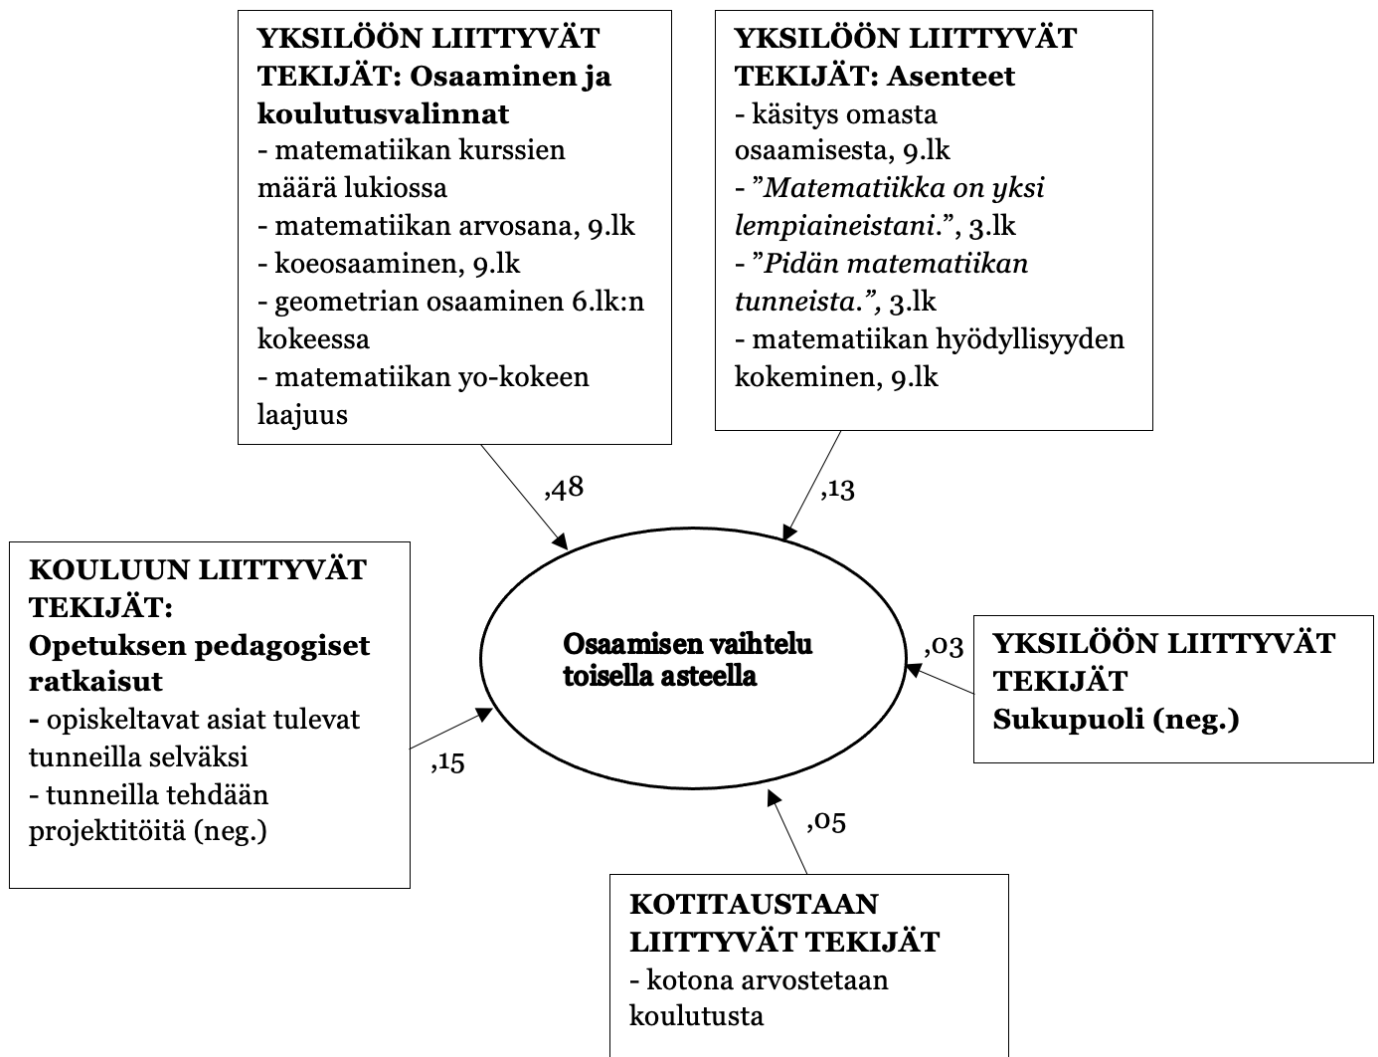 YKSILÖÖN LIITTYVÄT
TEKIJÄT: Osaaminen ja
koulutusvalinnat
- matematiikan kurssien
määrä lukiossa
- matematiikan arvosana, 9.lk
- koeosaaminen, 9.lk
- geometrian osaaminen 6.lk:n
kokeessa
- matematiikan yo-kokeen
laajuus
YKSILÖÖN LIITTYVÄT
TEKIJÄT: Asenteet
- käsitys omasta
osaamisesta, 9.lk
- ”Matematiikka on yksi
lempiaineistani.”, 3.lk
- ”Pidän matematiikan
tunneista.”, 3.lk
- matematiikan hyödyllisyyden
kokeminen, 9.lk
,48
,13
KOULUUN LIITTYVÄT
TEKIJÄT:
Opetuksen pedagogiset
ratkaisut
- opiskeltavat asiat tulevat
tunneilla selväksi
- tunneilla tehdään
projektitöitä (neg.)
,15
Osaamisen vaihtelu
toisella asteella
,03
YKSILÖÖN LIITTYVÄT
TEKIJÄT
Sukupuoli (neg.)
,05
KOTITAUSTAAN
LIITTYVÄT TEKIJÄT
- kotona arvostetaan
koulutusta